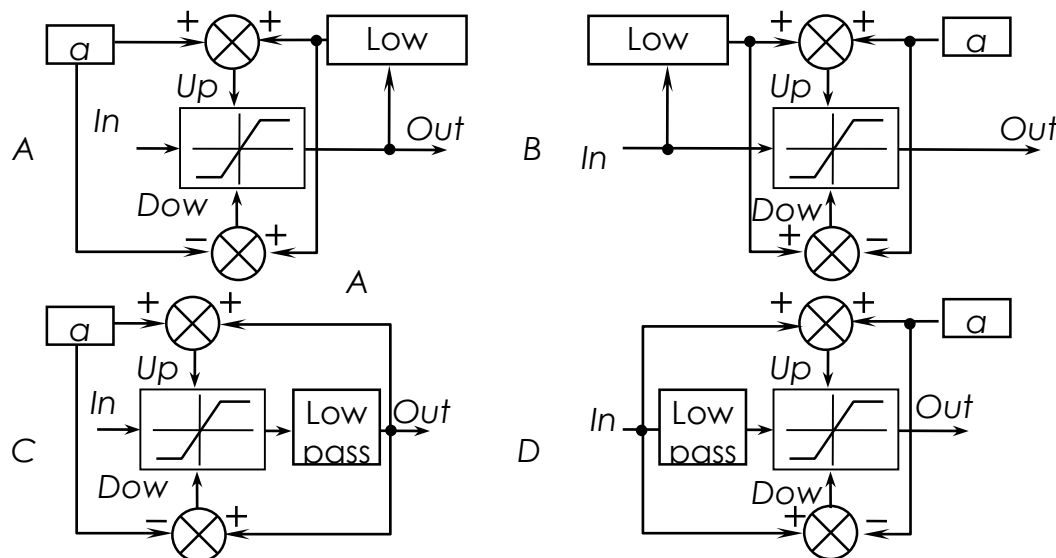 + +
a
Low
Up
In
Out
A
Dow
− +
Low
+ +
a
Up
Out
B
In
Dow
+ −
A
+ +
a
Up
In
Low
pass
Out
C
Dow
− +
+ +
a
Up
In
Low
pass
Out
D
Dow
+ −